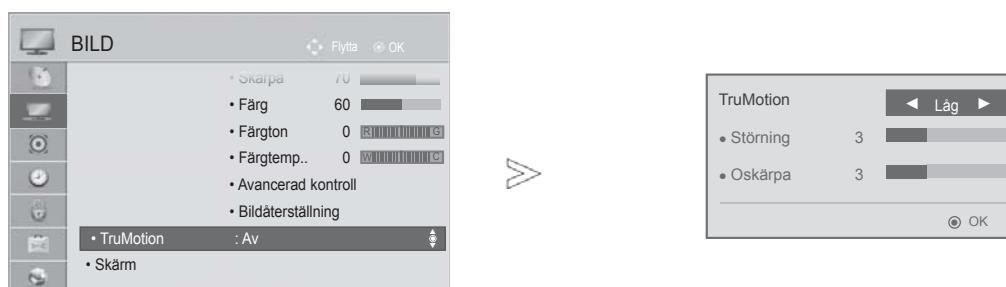 BILD
Flytta OK
• Skärpa 70
• Färg 60
• Färgton 0 R G
• Färgtemp.. 0 W C
• Avancerad kontroll
• Bildåterställning
• TruMotion : Av
• Skärm
TruMotion ◄ Låg ►
• Störning 3
• Oskärpa 3
OK